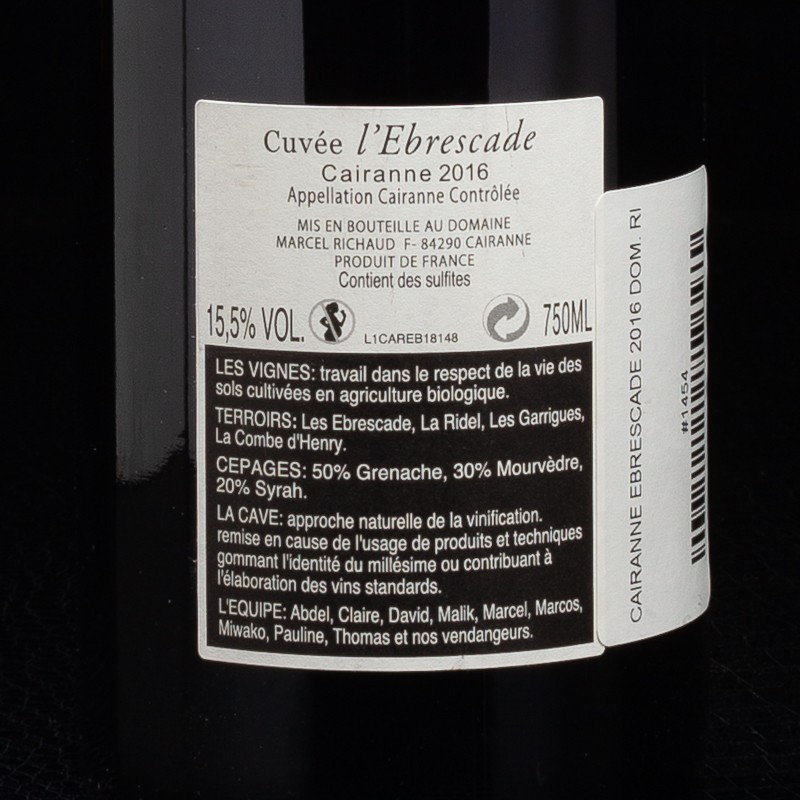 Cuvée l'Ebrescade
Cairanne 2016
Appellation Cairanne Contrôlée
MIS EN BOUTEILLE AU DOMAINE
MARCEL RICHAUD F- 84290 CAIRANNE
PRODUIT DE FRANCE
Contient des sulfites
15,5% VOL.
L1CAREB18148
750ML
LES VIGNES: travail dans le respect de la vie des
sols cultivées en agriculture biologique.
TERROIRS: Les Ebrescade, La Ridel, Les Garrigues,
La Combe d'Henry.
CEPAGES: 50% Grenache, 30% Mourvèdre,
20% Syrah.
LA CAVE: approche naturelle de la vinification.
remise en cause de l'usage de produits et techniques
gommant l'identité du millésime ou contribuant à
l'élaboration des vins standards.
L'EQUIPE: Abdel, Claire, David, Malik, Marcel, Marcos,
Miwako, Pauline, Thomas et nos vendangeurs.
CAIRANNE EBRESCADE 2016 DOM. RI
#1454